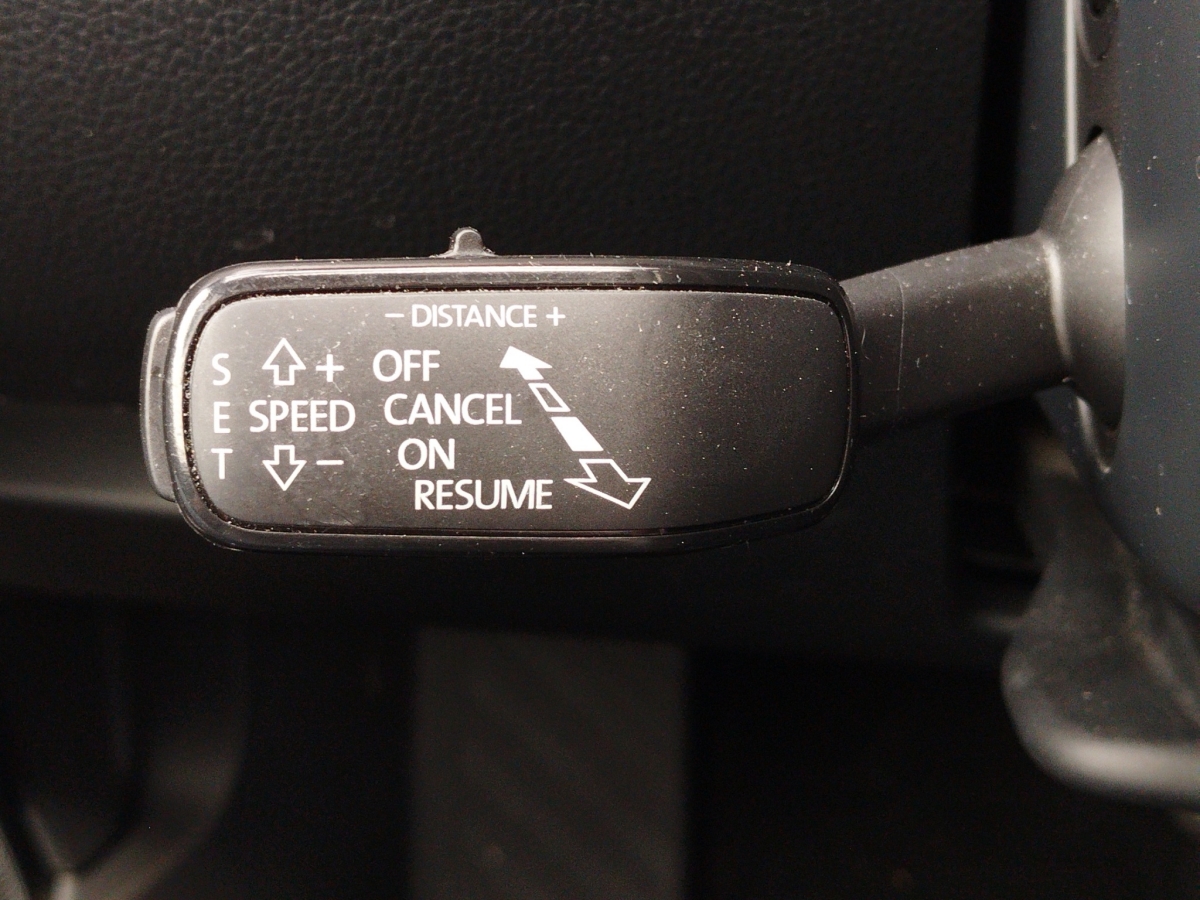 – DISTANCE +
S + OFF
E SPEED CANCEL
T – ON
RESUME